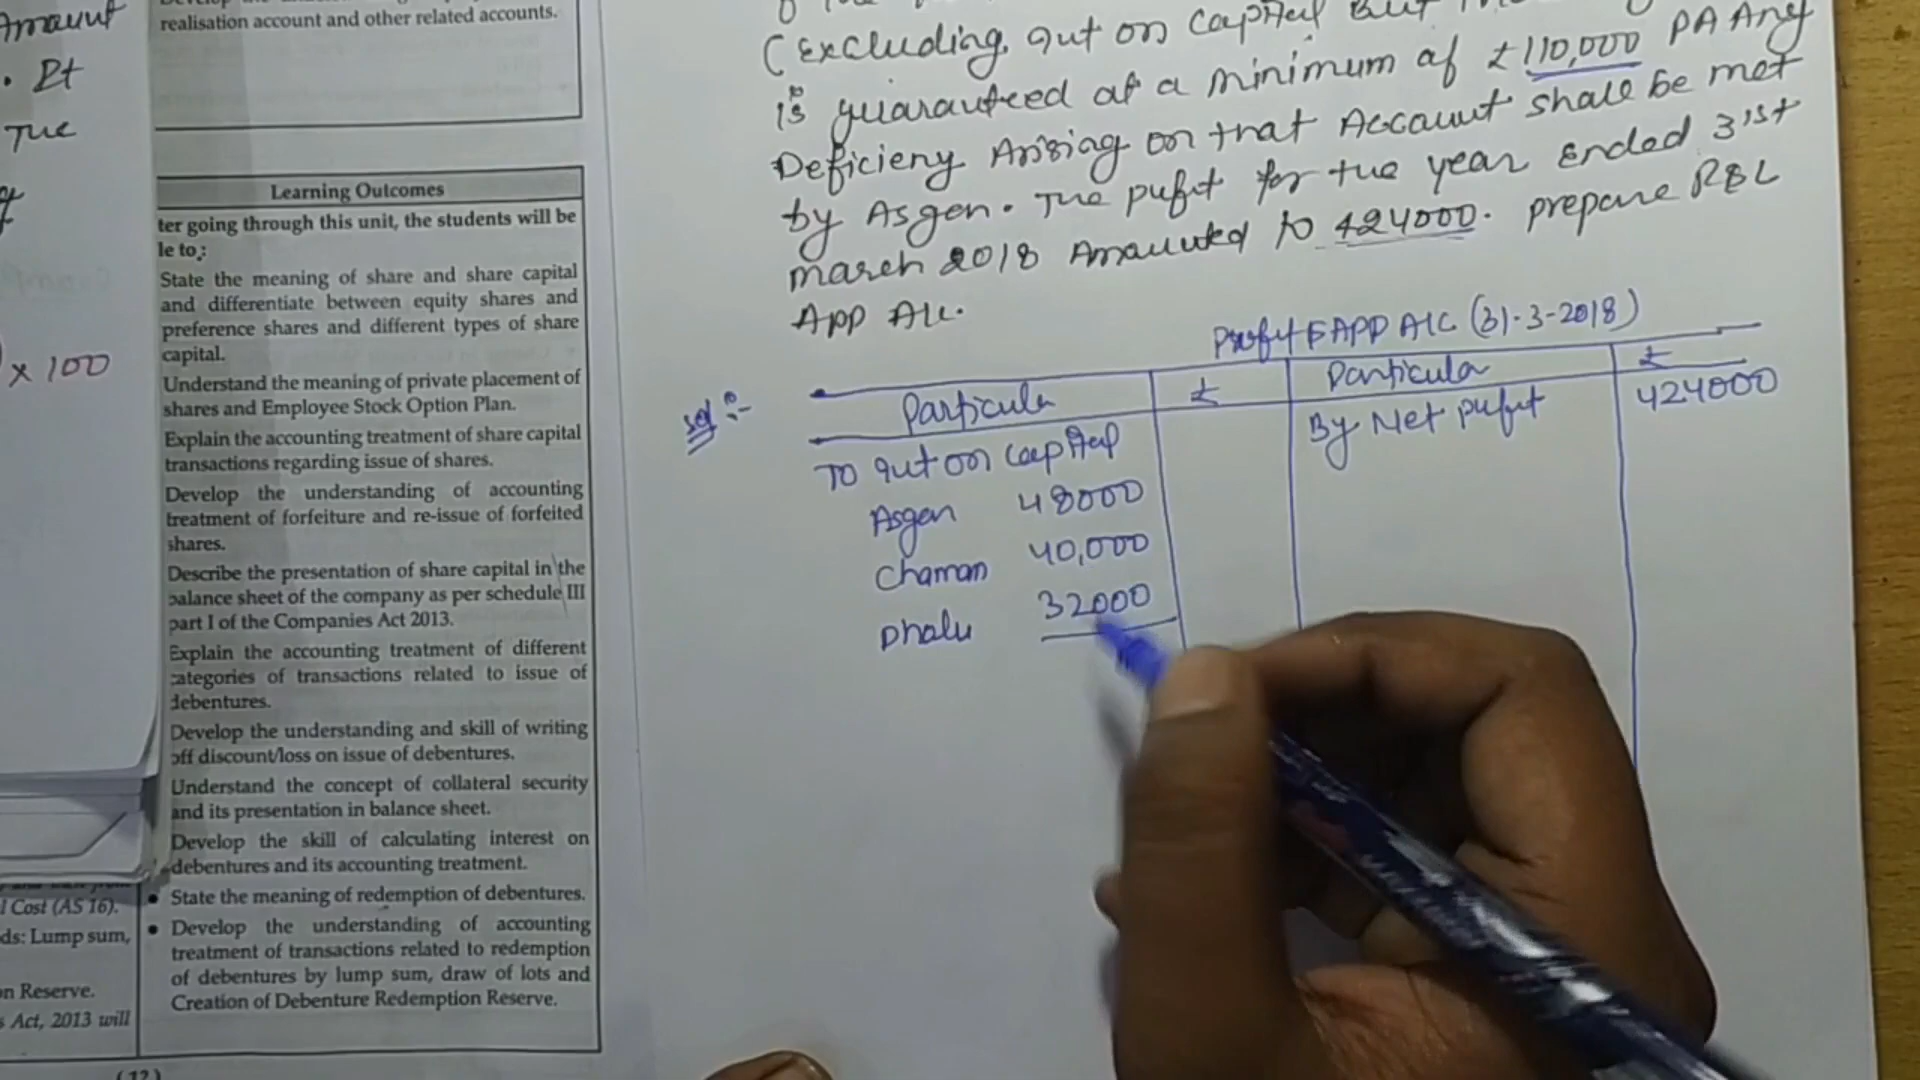 Amount
. It
The
of
x 100
l Cost (AS 16).
ds: Lump sum,
on Reserve.
s Act, 2013 will
realisation account and other related accounts.
Learning Outcomes
ter going through this unit, the students will be
le to:
State the meaning of share and share capital
and differentiate between equity shares and
preference shares and different types of share
capital.
Understand the meaning of private placement of
shares and Employee Stock Option Plan.
Explain the accounting treatment of share capital
transactions regarding issue of shares.
Develop the understanding of accounting
treatment of forfeiture and re-issue of forfeited
shares.
Describe the presentation of share capital in the
balance sheet of the company as per schedule III
part I of the Companies Act 2013.
Explain the accounting treatment of different
categories of transactions related to issue of
debentures.
Develop the understanding and skill of writing
off discount/loss on issue of debentures.
Understand the concept of collateral security
and its presentation in balance sheet.
Develop the skill of calculating interest on
debentures and its accounting treatment.
• State the meaning of redemption of debentures.
• Develop the understanding of accounting
treatment of transactions related to redemption
of debentures by lump sum, draw of lots and
Creation of Debenture Redemption Reserve.
(12)
(Excluding int on capital but
is guaranteed at a minimum of ₹110,000 PA Any
Deficieny Arising on that Account shall be met
by Asgen. The pufit for the year Ended 31st
march 2018 Amounted to 424000. prepare P&L
App A/c.
Sol :-
Profit & APP A/C (31-3-2018)
Particula ₹ Particula ₹
To int on capital By Net pufit 424000
Asgen 48000
Chaman 40,000
Dhalu 32000